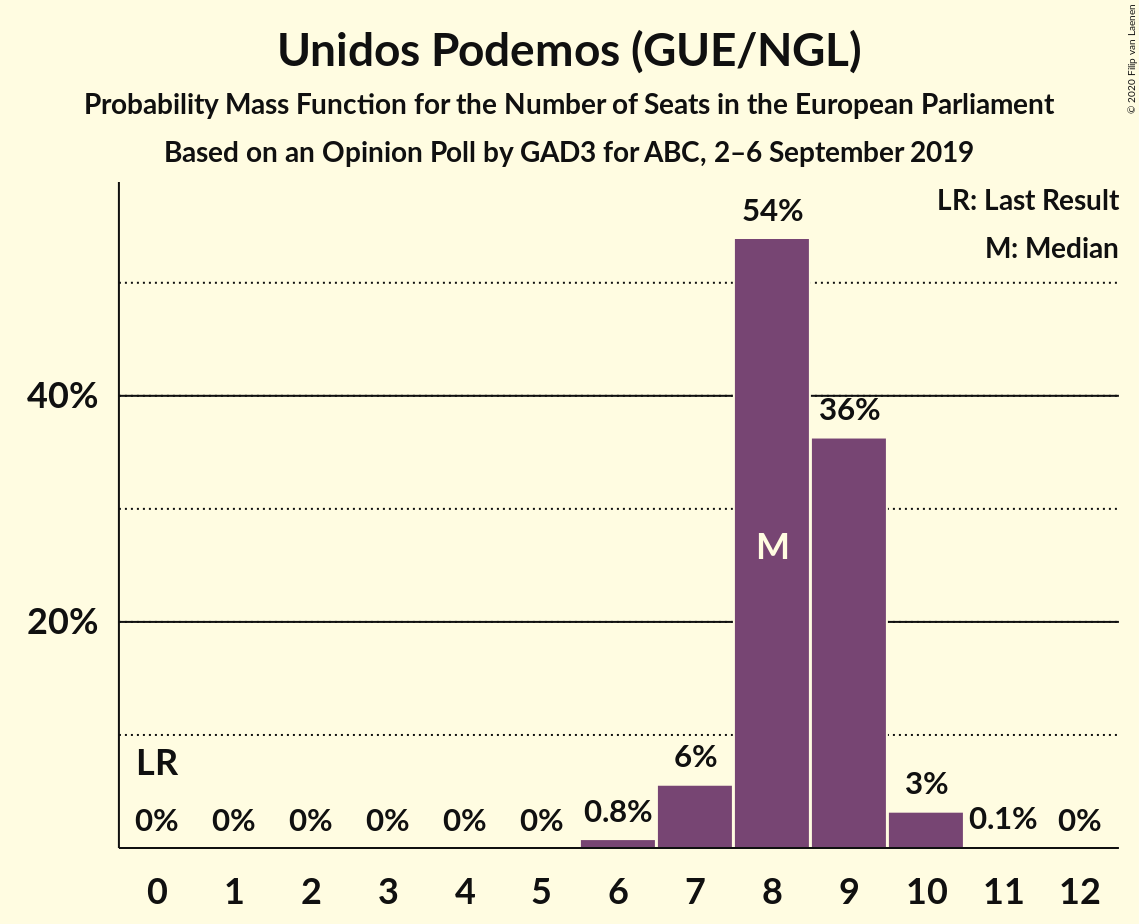 Unidos Podemos (GUE/NGL)
Probability Mass Function for the Number of Seats in the European Parliament
Based on an Opinion Poll by GAD3 for ABC, 2–6 September 2019
© 2020 Filip van Laenen
LR: Last Result
M: Median
54%
40%
36%
M
20%
LR
0% 0% 0% 0% 0% 0% 0.8% 6% 3% 0.1% 0%
0 1 2 3 4 5 6 7 8 9 10 11 12